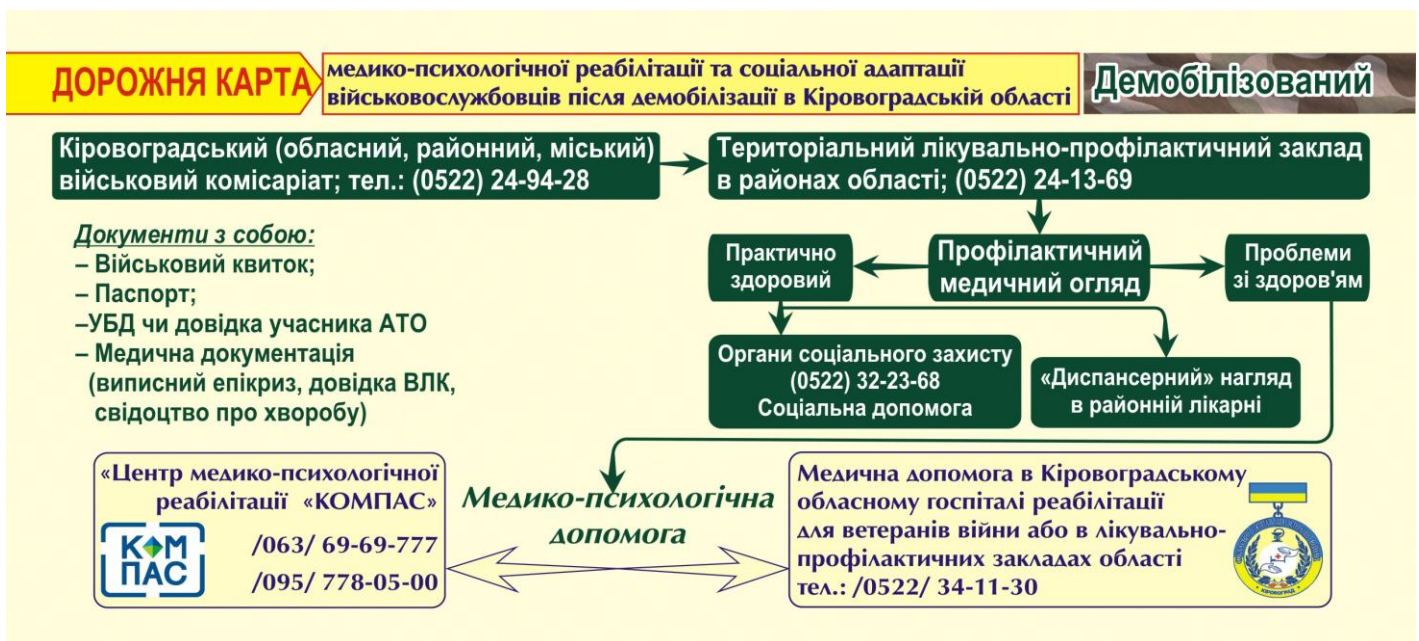 ДОРОЖНЯ КАРТА
медико-психологічної реабілітації та соціальної адаптації
військовослужбовців після демобілізації в Кіровоградській області
Демобілізований
Кіровоградський (обласний, районний, міський)
військовий комісаріат; тел.: (0522) 24-94-28
Територіальний лікувально-профілактичний заклад
в районах області; (0522) 24-13-69
Документи з собою:
– Військовий квиток;
– Паспорт;
–УБД чи довідка учасника АТО
– Медична документація
(виписний епікриз, довідка ВЛК,
свідоцтво про хворобу)
Практично
здоровий
Профілактичний
медичний огляд
Проблеми
зі здоров'ям
Органи соціального захисту
(0522) 32-23-68
Соціальна допомога
«Диспансерний» нагляд
в районній лікарні
«Центр медико-психологічної
реабілітації «КОМПАС»
КОМ
ПАС
/063/ 69-69-777
/095/ 778-05-00
Медико-психологічна
допомога
Медична допомога в Кіровоградському
обласному госпіталі реабілітації
для ветеранів війни або в лікувально-
профілактичних закладах області
тел.: /0522/ 34-11-30
КІРОВОГРАД